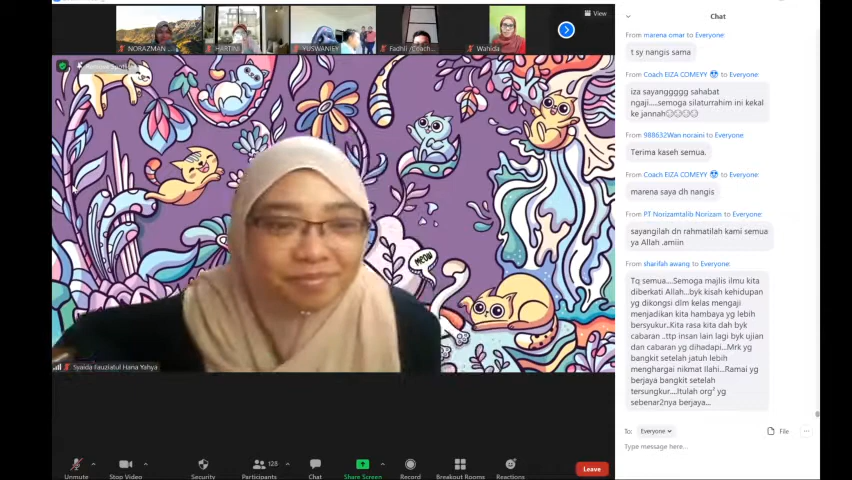 View
NORAZMAN
HARTINI
YUSWANIEY
Fadhli /Coach
Wahida
MEOW
Syaida Fauziatul Hana Yahya
Unmute
Stop Video
Security
123
Participants
Chat
Share Screen
Record
Breakout Rooms
Reactions
Leave
Chat
From marena omar to Everyone:
t sy nangis sama
From Coach EIZA COMEYY to Everyone:
iza sayanggggg sahabat
ngaji.....semoga silaturrahim ini kekal
ke jannah
From 988632Wan noraini to Everyone:
Terima kaseh semua.
From Coach EIZA COMEYY to Everyone:
marena saya dh nangis
From PT Norizamtalib Norizam to Everyone:
sayangilah dn rahmatilah kami semua
ya Allah .amiin
From sharifah awang to Everyone:
Tq semua....Semoga majlis ilmu kita
diberkati Allah...byk kisah kehidupan
yg dikongsi dlm kelas mengaji
menjadikan kita hambaya yg lebih
bersyukur..Kita rasa kita dah byk
cabaran ..ttp insan lain lagi byk ujian
dan cabaran yg dihadapi...Mrk yg
bangkit setelah jatuh lebih
menghargai nikmat Ilahi...Ramai yg
berjaya bangkit setelah
tersungkur....Itulah org² yg
sebenar2nya berjaya...
To: Everyone
File
Type message here...